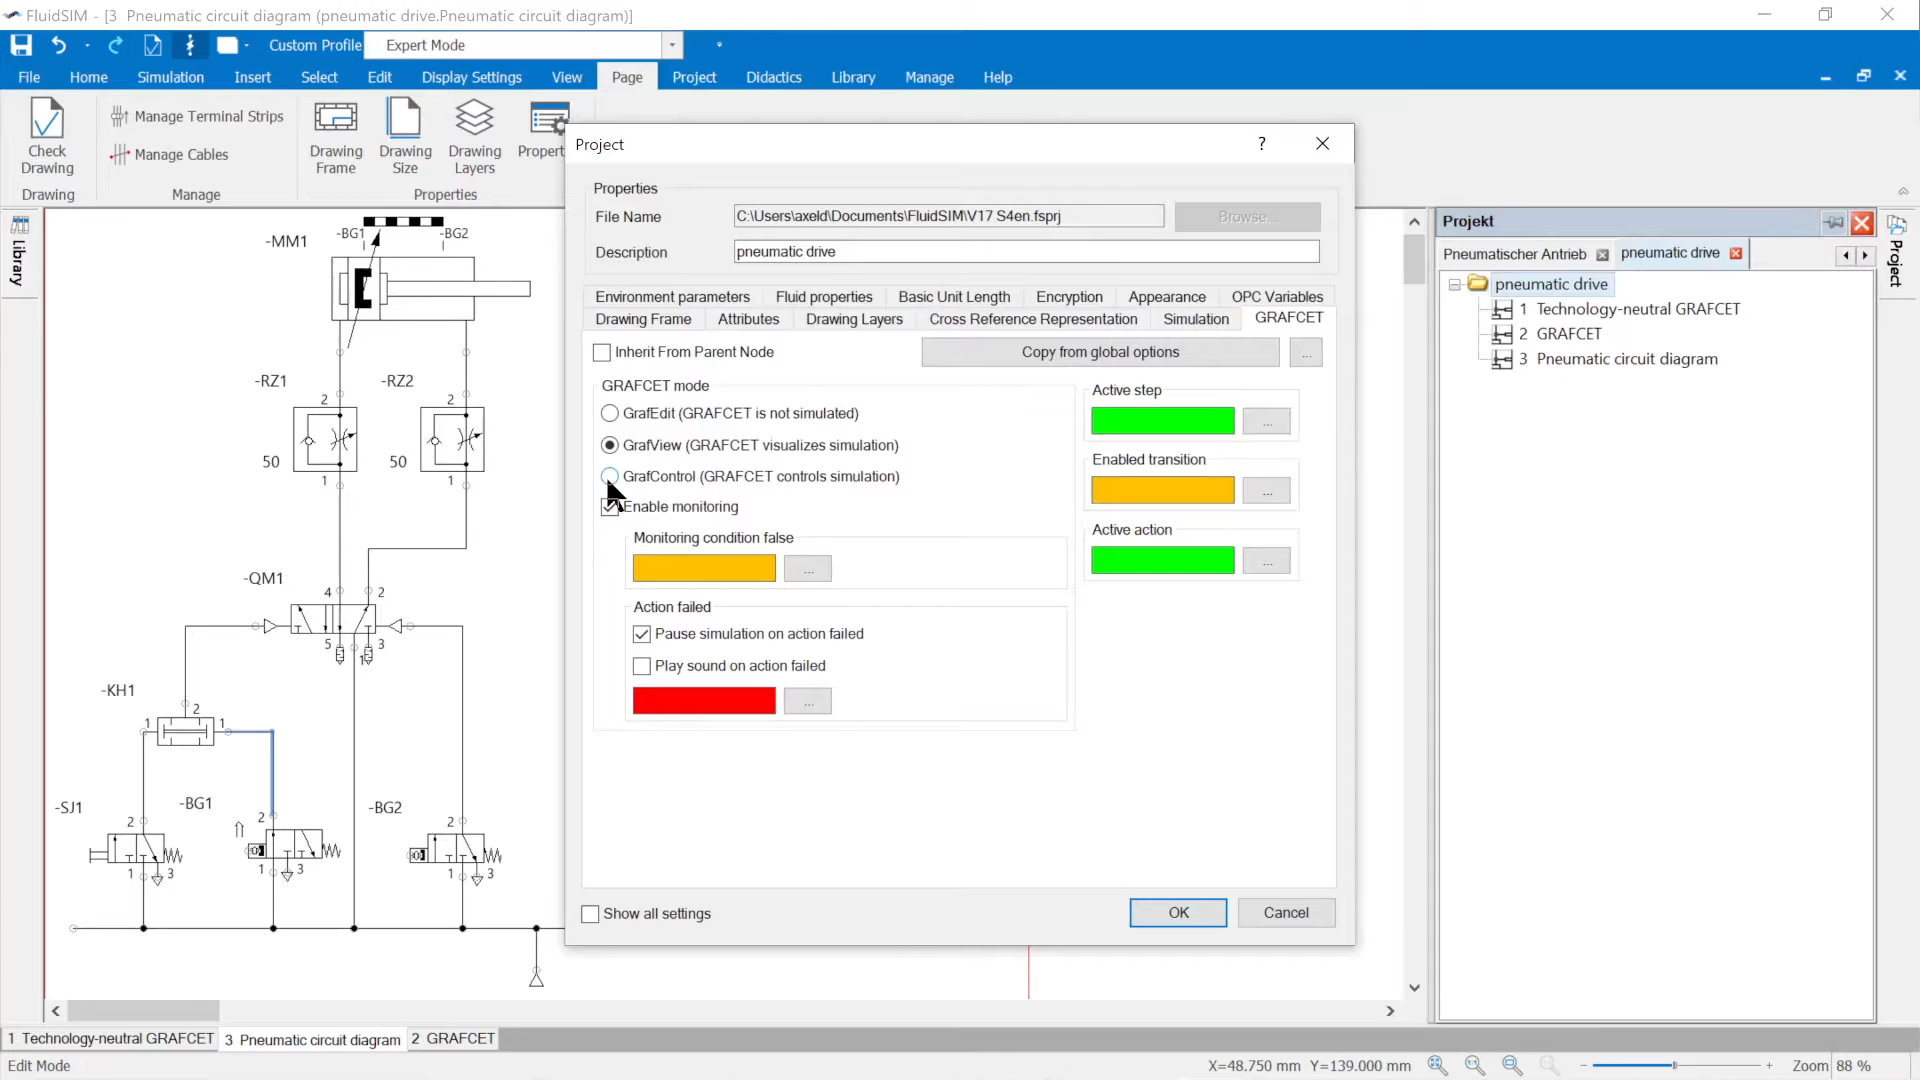 FluidSIM - [3  Pneumatic circuit diagram (pneumatic drive.Pneumatic circuit diagram)]
Custom Profile
Expert Mode
File
Home
Simulation
Insert
Select
Edit
Display Settings
View
Page
Project
Didactics
Library
Manage
Help
Check Drawing
Manage Terminal Strips
Manage Cables
Drawing Frame
Drawing Size
Drawing Layers
Propert
Drawing
Manage
Properties
Library
-MM1
-BG1
-BG2
-RZ1
-RZ2
2
2
50
50
1
1
-QM1
4
2
5
1
3
-KH1
1
2
1
-SJ1
-BG1
-BG2
2
2
2
1
3
1
3
1
3
Project
?
Properties
File Name
C:\Users\axeld\Documents\FluidSIM\V17 S4en.fsprj
Browse...
Description
pneumatic drive
Environment parameters
Fluid properties
Basic Unit Length
Encryption
Appearance
OPC Variables
Drawing Frame
Attributes
Drawing Layers
Cross Reference Representation
Simulation
GRAFCET
Inherit From Parent Node
Copy from global options
...
GRAFCET mode
GrafEdit (GRAFCET is not simulated)
GrafView (GRAFCET visualizes simulation)
GrafControl (GRAFCET controls simulation)
Enable monitoring
Monitoring condition false
...
Action failed
Pause simulation on action failed
Play sound on action failed
...
Active step
...
Enabled transition
...
Active action
...
Show all settings
OK
Cancel
Projekt
Pneumatischer Antrieb
pneumatic drive
pneumatic drive
1  Technology-neutral GRAFCET
2  GRAFCET
3  Pneumatic circuit diagram
Project
1  Technology-neutral GRAFCET
3  Pneumatic circuit diagram
2  GRAFCET
Edit Mode
X=48.750 mm  Y=139.000 mm
Zoom
88 %